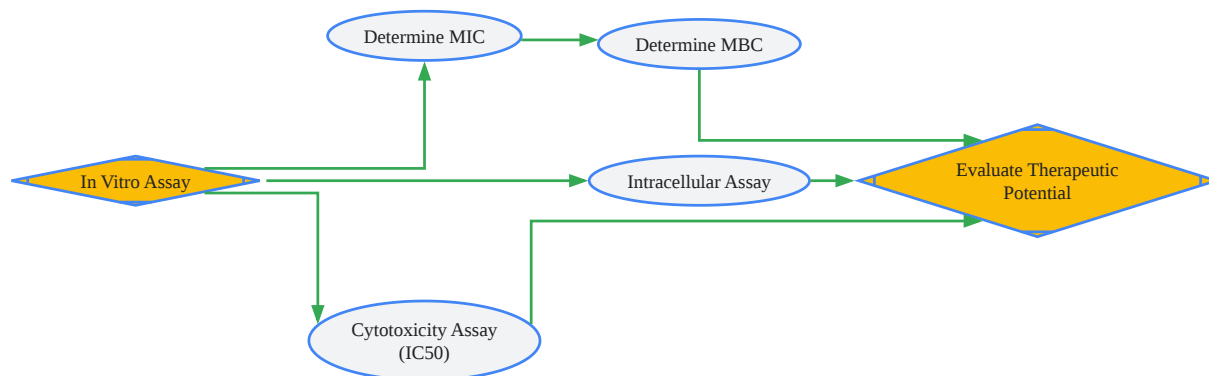 Determine MIC
Determine MBC
In Vitro Assay
Intracellular Assay
Evaluate Therapeutic
Potential
Cytotoxicity Assay
(IC50)